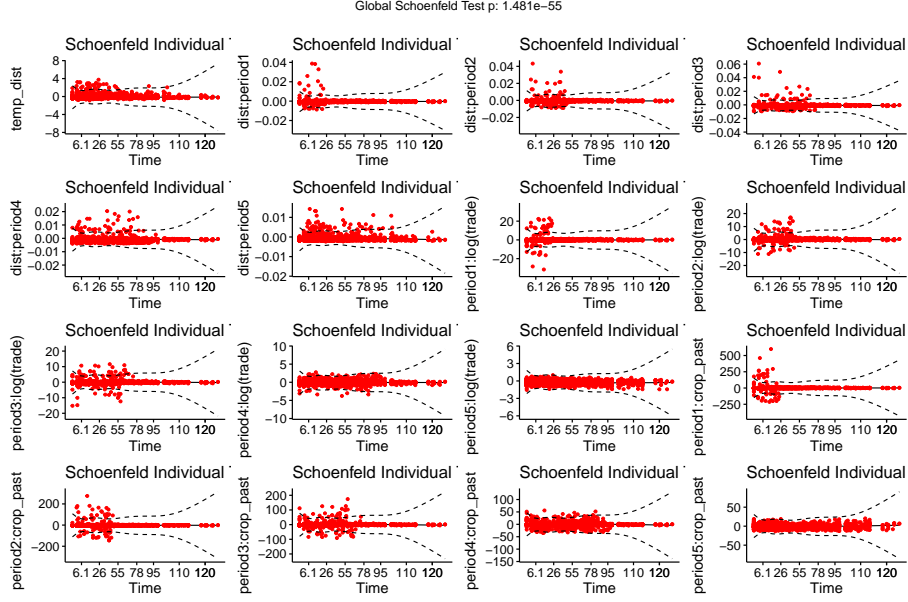 Global Schoenfeld Test p: 1.481e−55
Schoenfeld Individual T
temp_dist
8
4
0
−4
−8
6.1 26 55 78 95 110 120
Time
Schoenfeld Individual T
dist:period1
0.04
0.02
0.00
−0.02
6.1 26 55 78 95 110 120
Time
Schoenfeld Individual T
dist:period2
0.04
0.02
0.00
−0.02
6.1 26 55 78 95 110 120
Time
Schoenfeld Individual
dist:period3
0.06
0.04
0.02
0.00
−0.02
−0.04
6.1 26 55 78 95 110 120
Time
Schoenfeld Individual T
dist:period4
0.02
0.01
0.00
−0.01
−0.02
6.1 26 55 78 95 110 120
Time
Schoenfeld Individual T
dist:period5
0.01
0.00
−0.01
−0.02
6.1 26 55 78 95 110 120
Time
Schoenfeld Individual T
period1:log(trade)
40
20
0
−20
6.1 26 55 78 95 110 120
Time
Schoenfeld Individual T
period2:log(trade)
20
10
0
−10
−20
6.1 26 55 78 95 110 120
Time
Schoenfeld Individual T
period3:log(trade)
20
10
0
−10
−20
6.1 26 55 78 95 110 120
Time
Schoenfeld Individual T
period4:log(trade)
10
5
0
−5
−10
6.1 26 55 78 95 110 120
Time
Schoenfeld Individual T
period5:log(trade)
6
3
0
−3
−6
6.1 26 55 78 95 110 120
Time
Schoenfeld Individual T
period1:crop_past
500
250
0
−250
6.1 26 55 78 95 110 120
Time
Schoenfeld Individual T
period2:crop_past
200
0
−200
6.1 26 55 78 95 110 120
Time
Schoenfeld Individual T
period3:crop_past
200
100
0
−100
−200
6.1 26 55 78 95 110 120
Time
Schoenfeld Individual T
period4:crop_past
100
50
0
−50
−100
−150
6.1 26 55 78 95 110 120
Time
Schoenfeld Individual T
period5:crop_past
50
0
−50
6.1 26 55 78 95 110 120
Time